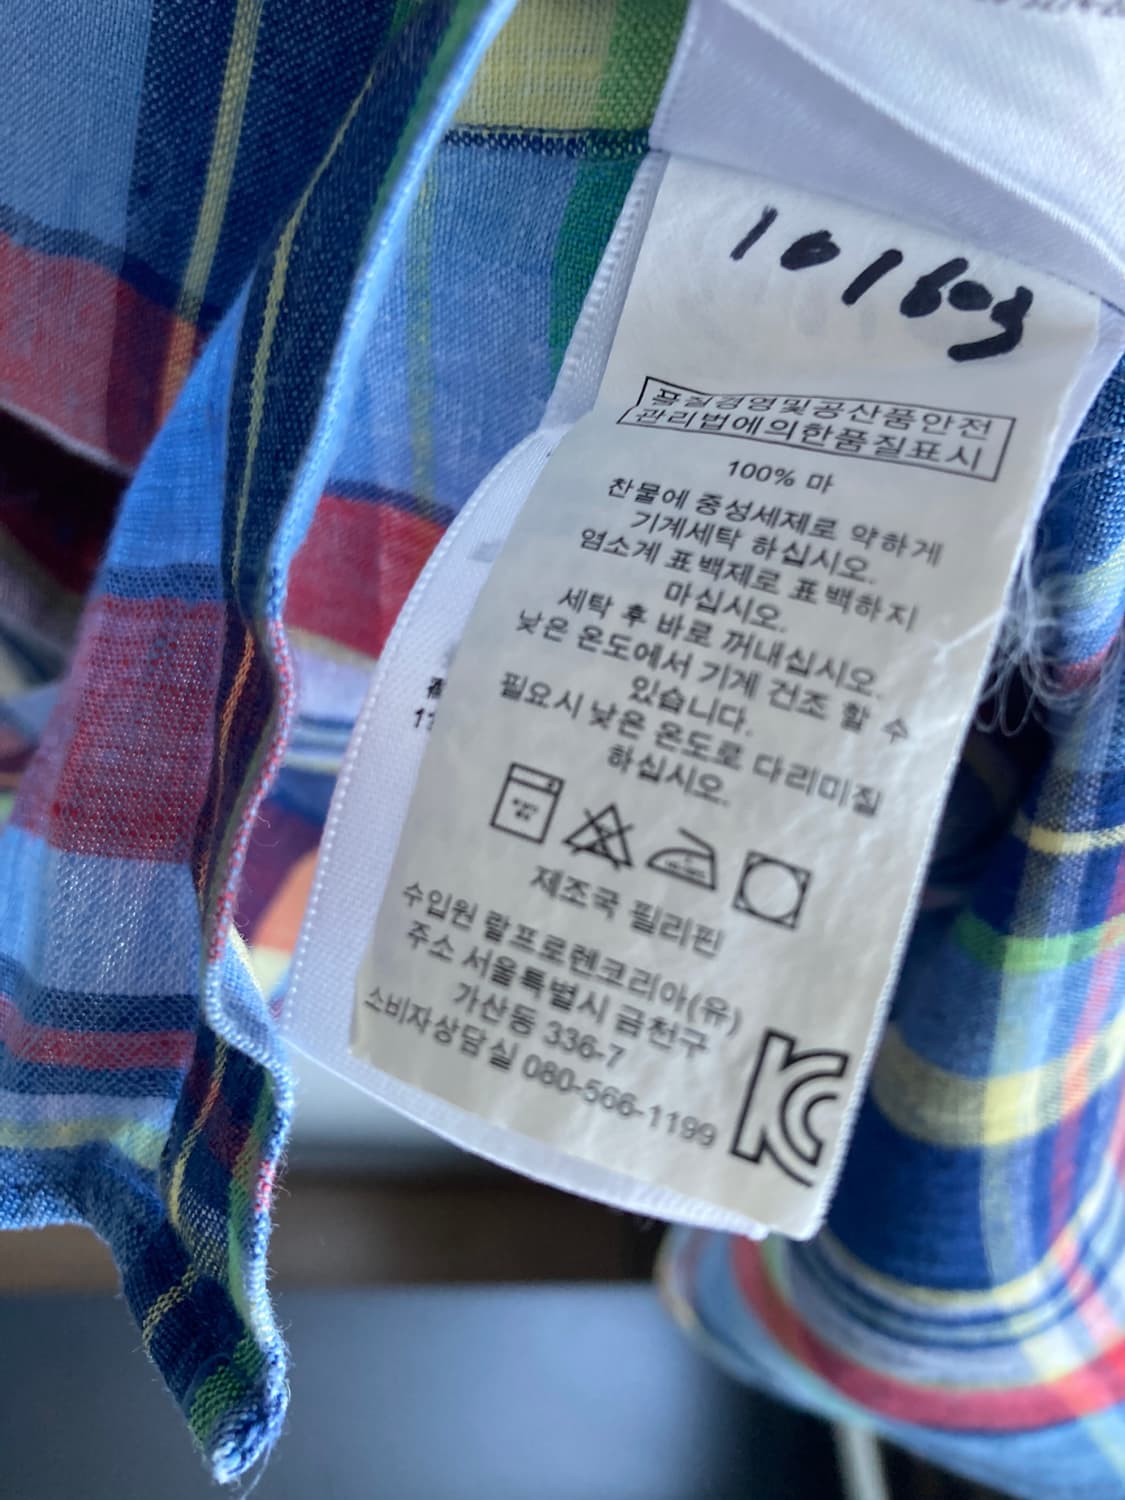 품질경영및공산품안전
관리법에의한품질표시
100% 마
찬물에 중성세제로 약하게
기계세탁 하십시오.
염소계 표백제로 표백하지
마십시오.
세탁 후 바로 꺼내십시오.
낮은 온도에서 기계 건조 할 수
있습니다.
필요시 낮은 온도로 다리미질
하십시오.
제조국 필리핀
수입원 랄프로렌코리아(유)
주소 서울특별시 금천구
가산동 336-7
소비자상담실 080-566-1199
KC